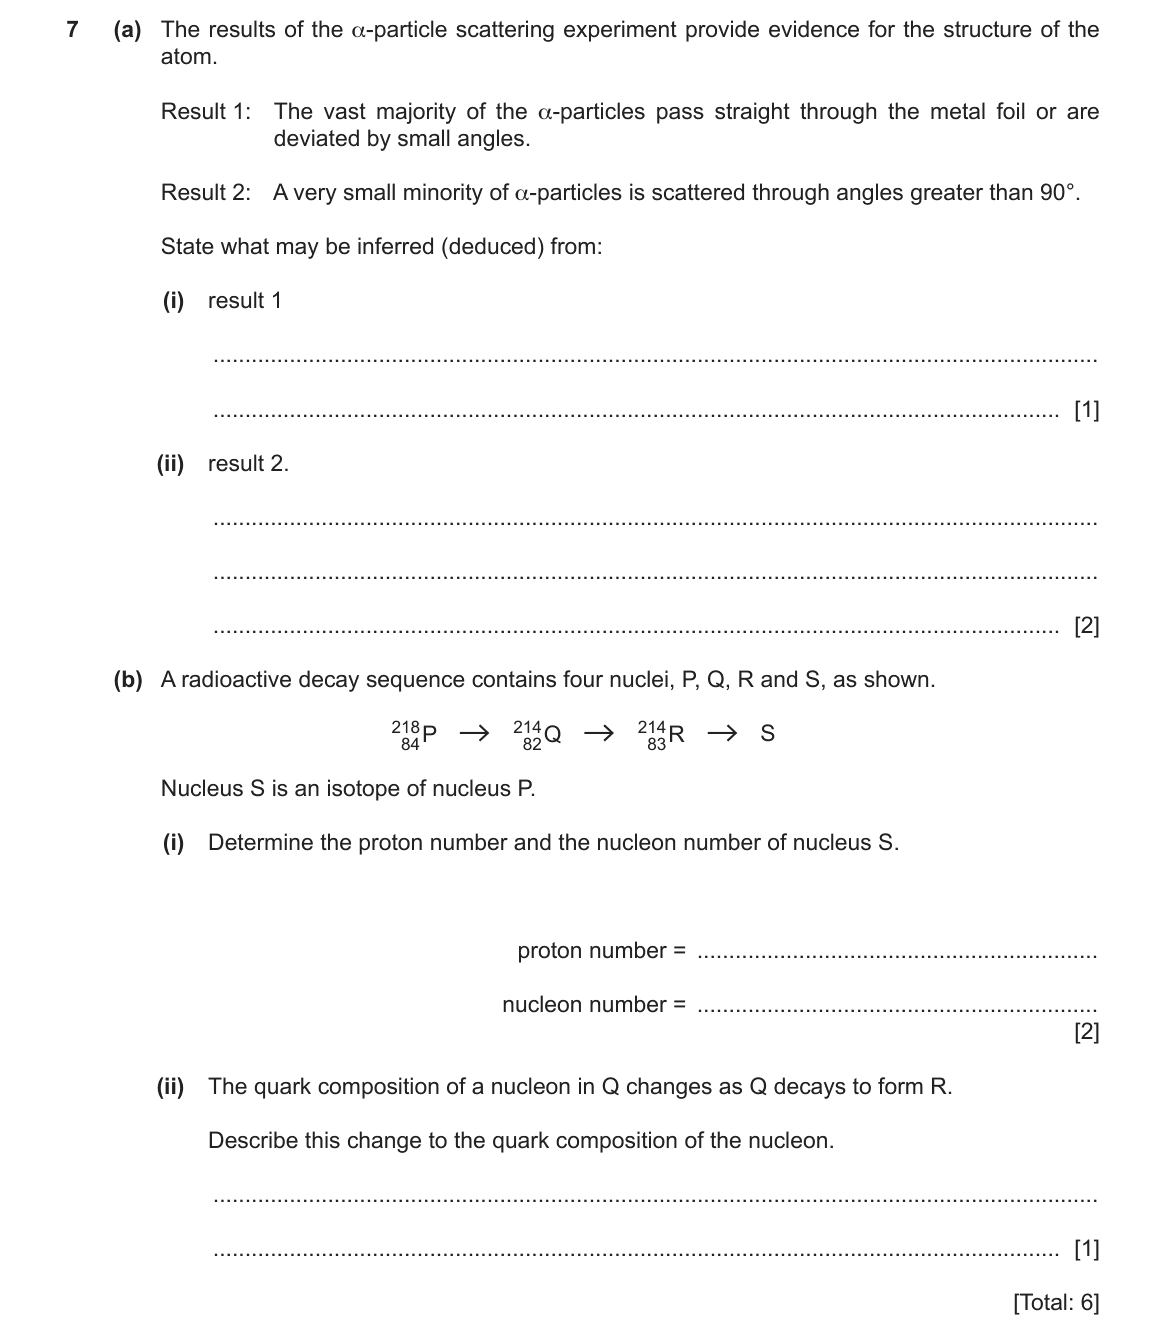 7 (a) The results of the α-particle scattering experiment provide evidence for the structure of the
atom.
Result 1: The vast majority of the α-particles pass straight through the metal foil or are
deviated by small angles.
Result 2: A very small minority of α-particles is scattered through angles greater than 90°.
State what may be inferred (deduced) from:
(i) result 1
[1]
(ii) result 2.
[2]
(b) A radioactive decay sequence contains four nuclei, P, Q, R and S, as shown.
²¹⁸₈₄P → ²¹⁴₈₂Q → ²¹⁴₈₃R → S
Nucleus S is an isotope of nucleus P.
(i) Determine the proton number and the nucleon number of nucleus S.
proton number = ..............................................................
nucleon number = ..............................................................
[2]
(ii) The quark composition of a nucleon in Q changes as Q decays to form R.
Describe this change to the quark composition of the nucleon.
[1]
[Total: 6]